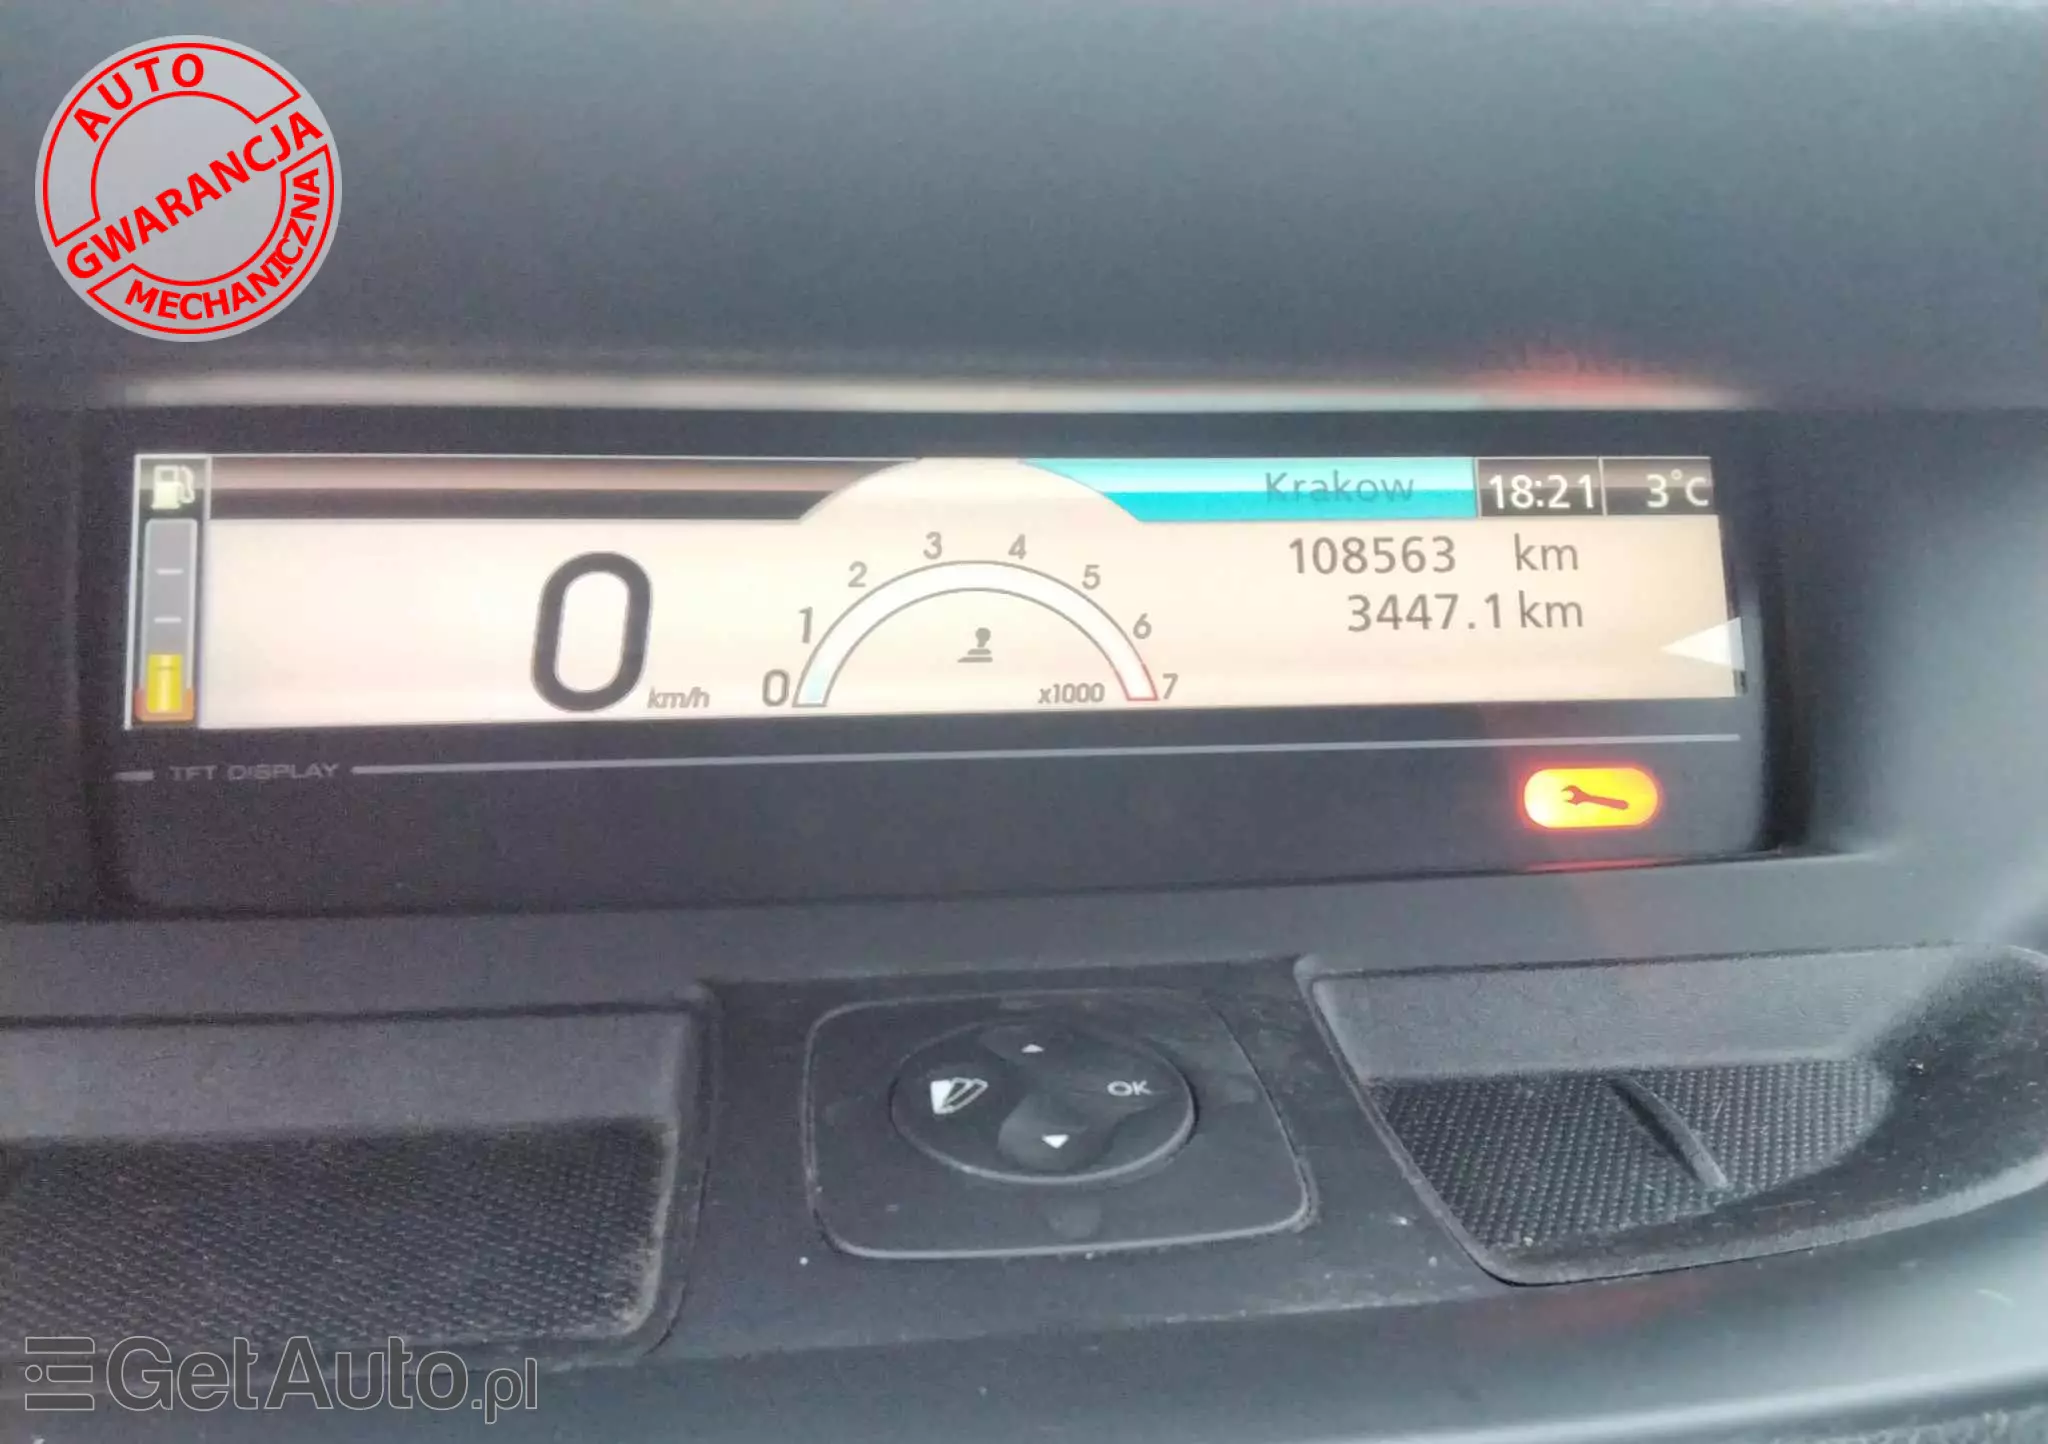 AUTO
GWARANCJA
MECHANICZNA
Krakow 18:21 3°C
108563 km
3447.1 km
0 km/h
0 1 2 3 4 5 6 7
x1000
TFT DISPLAY
OK
GetAuto.pl